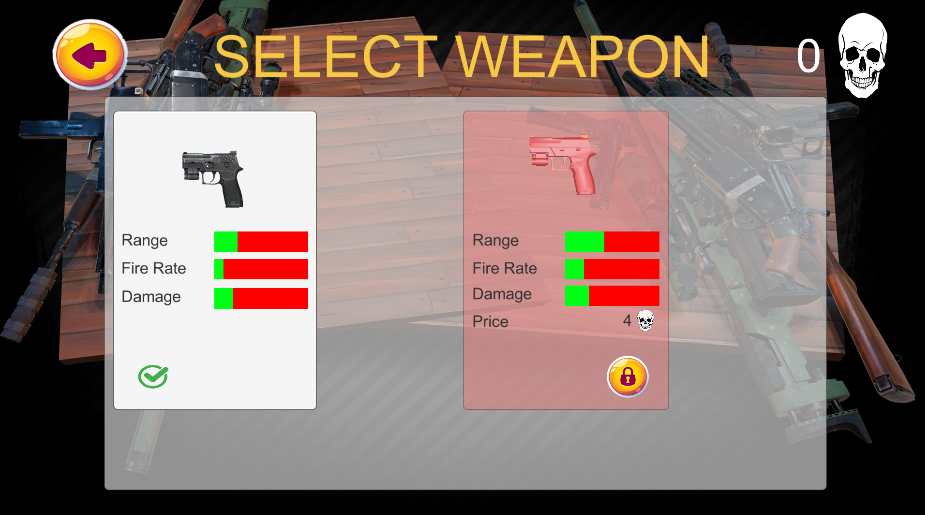 SELECT WEAPON
0
Range
Fire Rate
Damage
Range
Fire Rate
Damage
Price 4